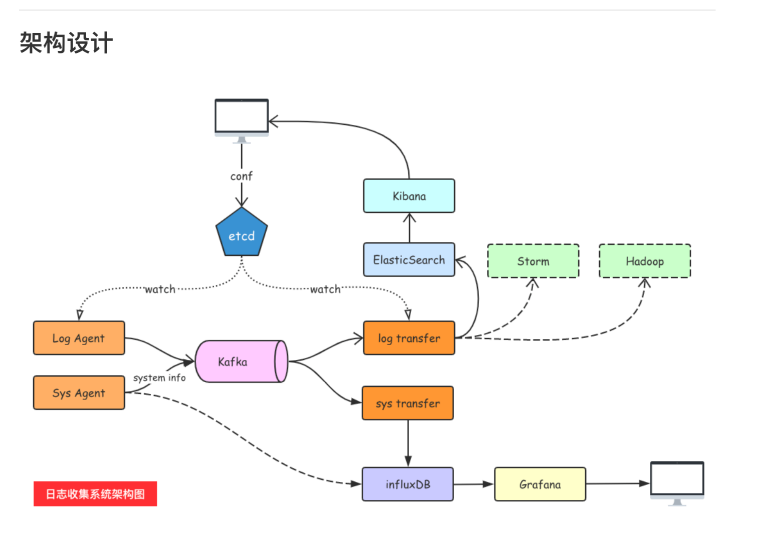 架构设计
conf
Kibana
etcd
ElasticSearch
Storm
Hadoop
watch
watch
Log Agent
Kafka
log transfer
system info
Sys Agent
sys transfer
日志收集系统架构图
influxDB
Grafana